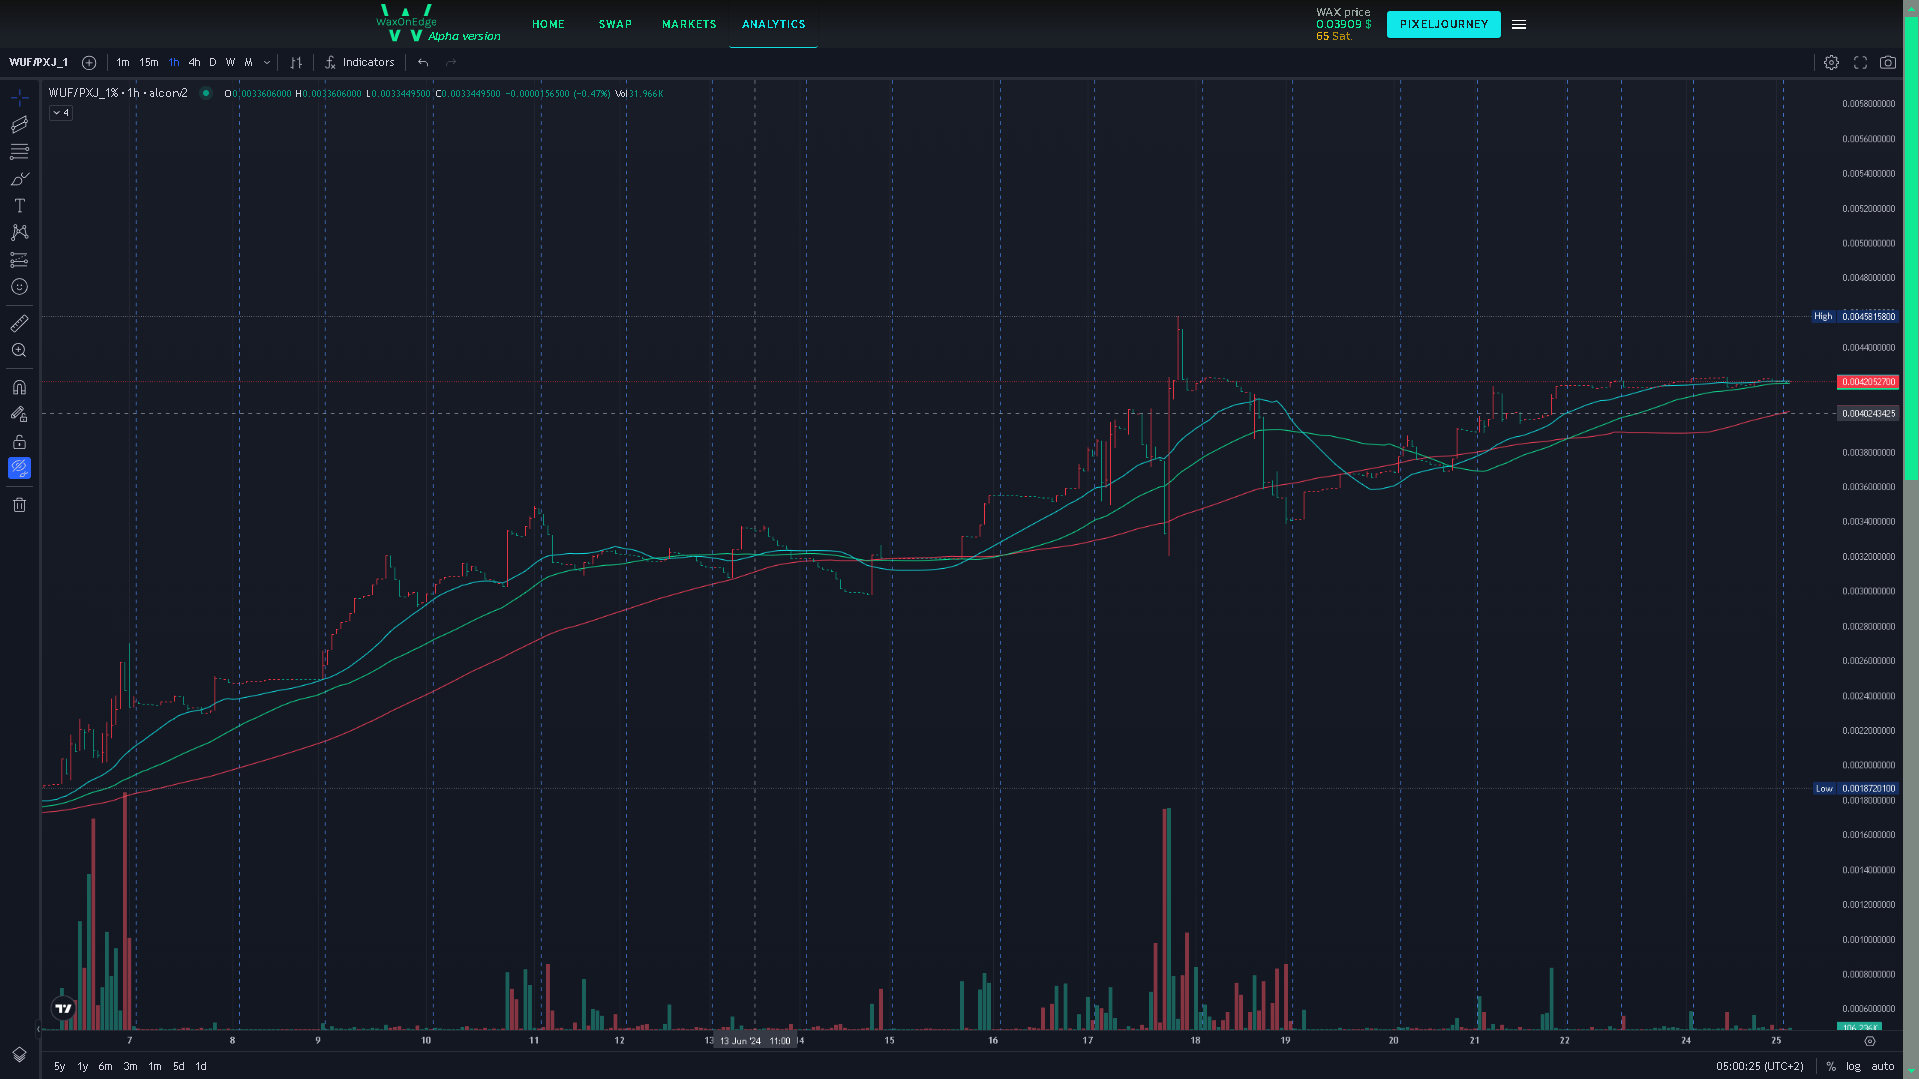 WaxOnEdge
Alpha version
HOME SWAP MARKETS ANALYTICS
WAX price
0.03909 $
65 Sat.
PIXELJOURNEY
WUF/PXJ_1 1m 15m 1h 4h D W M Indicators
WUF/PXJ_1% · 1h · alcorv2 O0.0033606000 H0.0033606000 L0.0033449500 C0.0033449500 −0.0000156500 (−0.47%) Vol31.966K
4
0.0058000000
0.0056000000
0.0054000000
0.0052000000
0.0050000000
0.0048000000
High 0.0045815800
0.0044000000
0.0042052700
0.0040243425
0.0038000000
0.0036000000
0.0034000000
0.0032000000
0.0030000000
0.0028000000
0.0026000000
0.0024000000
0.0022000000
0.0020000000
Low 0.0018720100
0.0018000000
0.0016000000
0.0014000000
0.0012000000
0.0010000000
0.0008000000
0.0006000000
106.236K
7 8 9 10 11 12 13 13 Jun '24 11:00 14 15 16 17 18 19 20 21 22 24 25
5y 1y 6m 3m 1m 5d 1d 05:00:25 (UTC+2) % log auto